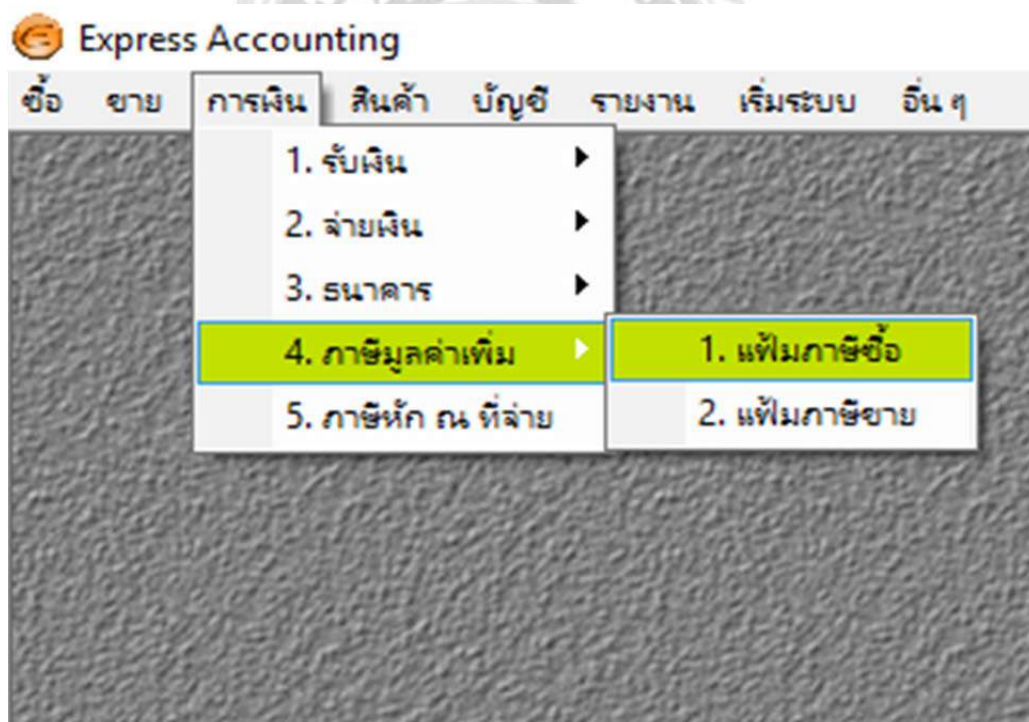 Express Accounting
ซื้อ ขาย การเงิน สินค้า บัญชี รายงาน เริ่มระบบ อื่น ๆ
1. รับเงิน
2. จ่ายเงิน
3. ธนาคาร
4. ภาษีมูลค่าเพิ่ม
5. ภาษีหัก ณ ที่จ่าย
1. แฟ้มภาษีซื้อ
2. แฟ้มภาษีขาย